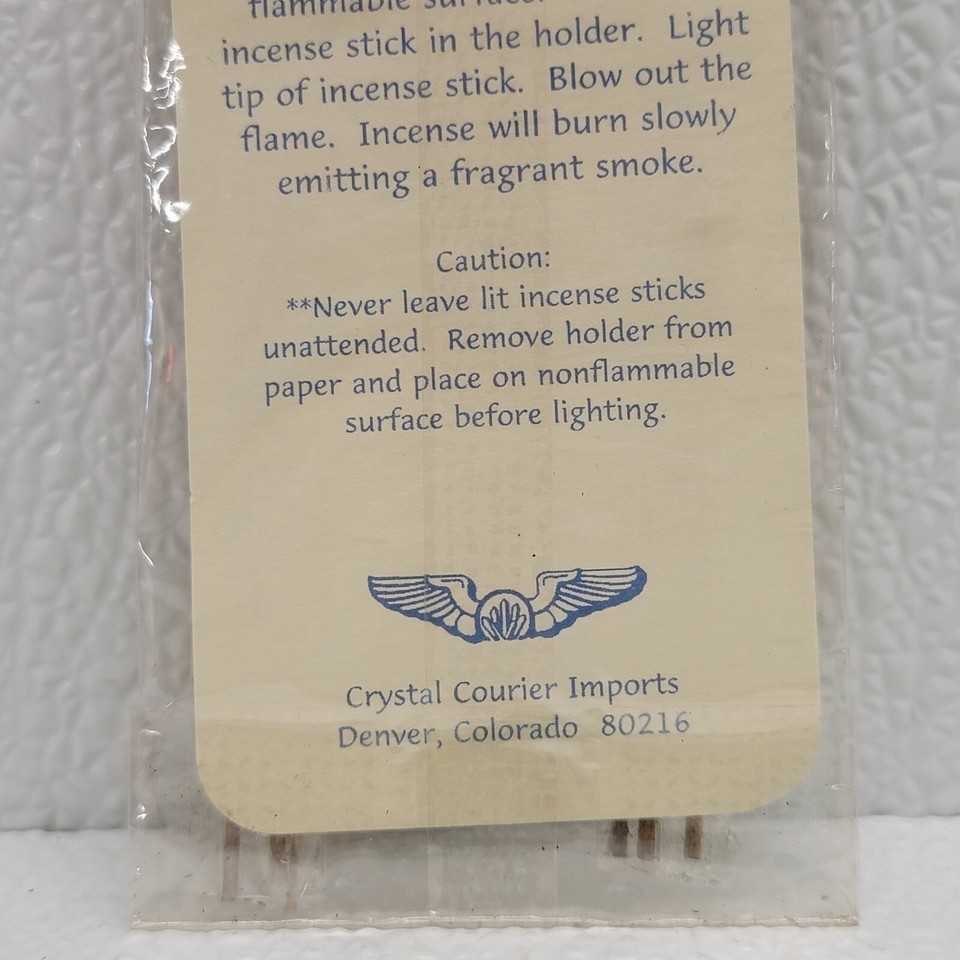 flammable surface.
incense stick in the holder. Light
tip of incense stick. Blow out the
flame. Incense will burn slowly
emitting a fragrant smoke.
Caution:
**Never leave lit incense sticks
unattended. Remove holder from
paper and place on nonflammable
surface before lighting.
Crystal Courier Imports
Denver, Colorado 80216